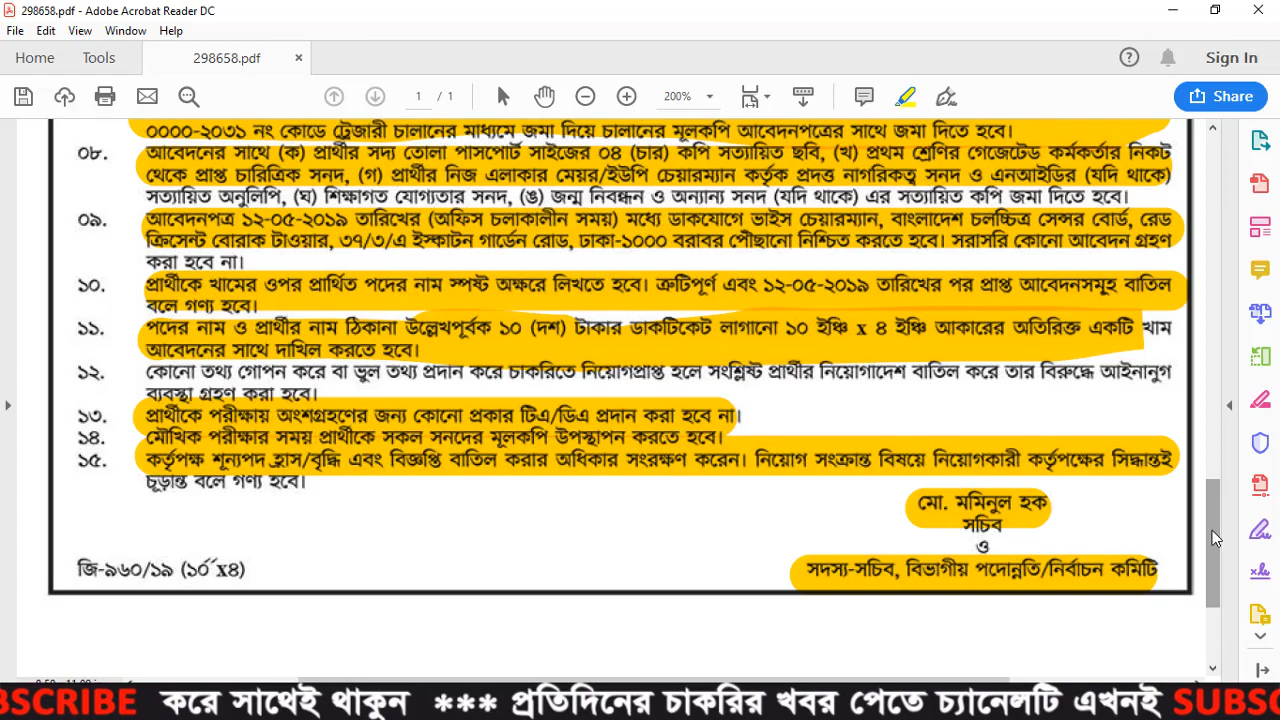 298658.pdf - Adobe Acrobat Reader DC
File Edit View Window Help
Home Tools 298658.pdf × Sign In
1 / 1 200% Share
০০০০-২০৩১ নং কোডে ট্রেজারী চালানের মাধ্যমে জমা দিয়ে চালানের মূলকপি আবেদনপত্রের সাথে জমা দিতে হবে।
০৮. আবেদনের সাথে (ক) প্রার্থীর সদ্য তোলা পাসপোর্ট সাইজের ০৪ (চার) কপি সত্যায়িত ছবি, (খ) প্রথম শ্রেণির গেজেটেড কর্মকর্তার নিকট
থেকে প্রাপ্ত চারিত্রিক সনদ, (গ) প্রার্থীর নিজ এলাকার মেয়র/ইউপি চেয়ারম্যান কর্তৃক প্রদত্ত নাগরিকত্ব সনদ ও এনআইডির (যদি থাকে)
সত্যায়িত অনুলিপি, (ঘ) শিক্ষাগত যোগ্যতার সনদ, (ঙ) জন্ম নিবন্ধন ও অন্যান্য সনদ (যদি থাকে) এর সত্যায়িত কপি জমা দিতে হবে।
০৯. আবেদনপত্র ১২-০৫-২০১৯ তারিখের (অফিস চলাকালীন সময়) মধ্যে ডাকযোগে ভাইস চেয়ারম্যান, বাংলাদেশ চলচ্চিত্র সেন্সর বোর্ড, রেড
ক্রিসেন্ট বোরাক টাওয়ার, ৩৭/৩/এ ইস্কাটন গার্ডেন রোড, ঢাকা-১০০০ বরাবর পৌঁছানো নিশ্চিত করতে হবে। সরাসরি কোনো আবেদন গ্রহণ
করা হবে না।
১০. প্রার্থীকে খামের ওপর প্রার্থিত পদের নাম স্পষ্ট অক্ষরে লিখতে হবে। ত্রুটিপূর্ণ এবং ১২-০৫-২০১৯ তারিখের পর প্রাপ্ত আবেদনসমূহ বাতিল
বলে গণ্য হবে।
১১. পদের নাম ও প্রার্থীর নাম ঠিকানা উল্লেখপূর্বক ১০ (দশ) টাকার ডাকটিকেট লাগানো ১০ ইঞ্চি x ৪ ইঞ্চি আকারের অতিরিক্ত একটি খাম
আবেদনের সাথে দাখিল করতে হবে।
১২. কোনো তথ্য গোপন করে বা ভুল তথ্য প্রদান করে চাকরিতে নিয়োগপ্রাপ্ত হলে সংশ্লিষ্ট প্রার্থীর নিয়োগাদেশ বাতিল করে তার বিরুদ্ধে আইনানুগ
ব্যবস্থা গ্রহণ করা হবে।
১৩. প্রার্থীকে পরীক্ষায় অংশগ্রহণের জন্য কোনো প্রকার টিএ/ডিএ প্রদান করা হবে না।
১৪. মৌখিক পরীক্ষার সময় প্রার্থীকে সকল সনদের মূলকপি উপস্থাপন করতে হবে।
১৫. কর্তৃপক্ষ শূন্যপদ হ্রাস/বৃদ্ধি এবং বিজ্ঞপ্তি বাতিল করার অধিকার সংরক্ষণ করেন। নিয়োগ সংক্রান্ত বিষয়ে নিয়োগকারী কর্তৃপক্ষের সিদ্ধান্তই
চূড়ান্ত বলে গণ্য হবে।
মো. মমিনুল হক
সচিব
ও
জি-৯৬০/১৯ (১০˝x৪) সদস্য-সচিব, বিভাগীয় পদোন্নতি/নির্বাচন কমিটি
SCRIBE করে সাথেই থাকুন *** প্রতিদিনের চাকরির খবর পেতে চ্যানেলটি এখনই SUBSC